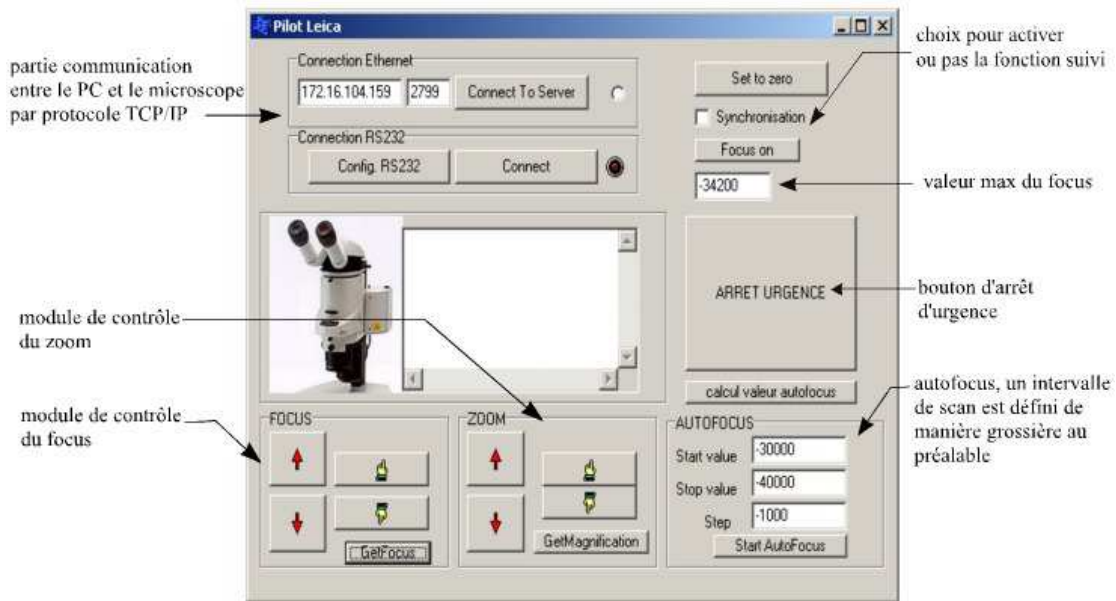 Pilot Leica
partie communication
entre le PC et le microscope
par protocole TCP/IP
Connection Ethernet
172.16.104.159
2799
Connect To Server
Connection RS232
Config. RS232
Connect
Set to zero
Synchronisation
Focus on
-34200
choix pour activer
ou pas la fonction suivi
valeur max du focus
ARRET URGENCE
bouton d'arrêt
d'urgence
module de contrôle
du zoom
module de contrôle
du focus
calcul valeur autofocus
autofocus, un intervalle
de scan est défini de
manière grossière au
préalable
FOCUS
GetFocus
ZOOM
GetMagnification
AUTOFOCUS
Start value
-30000
Stop value
-40000
Step
-1000
Start AutoFocus